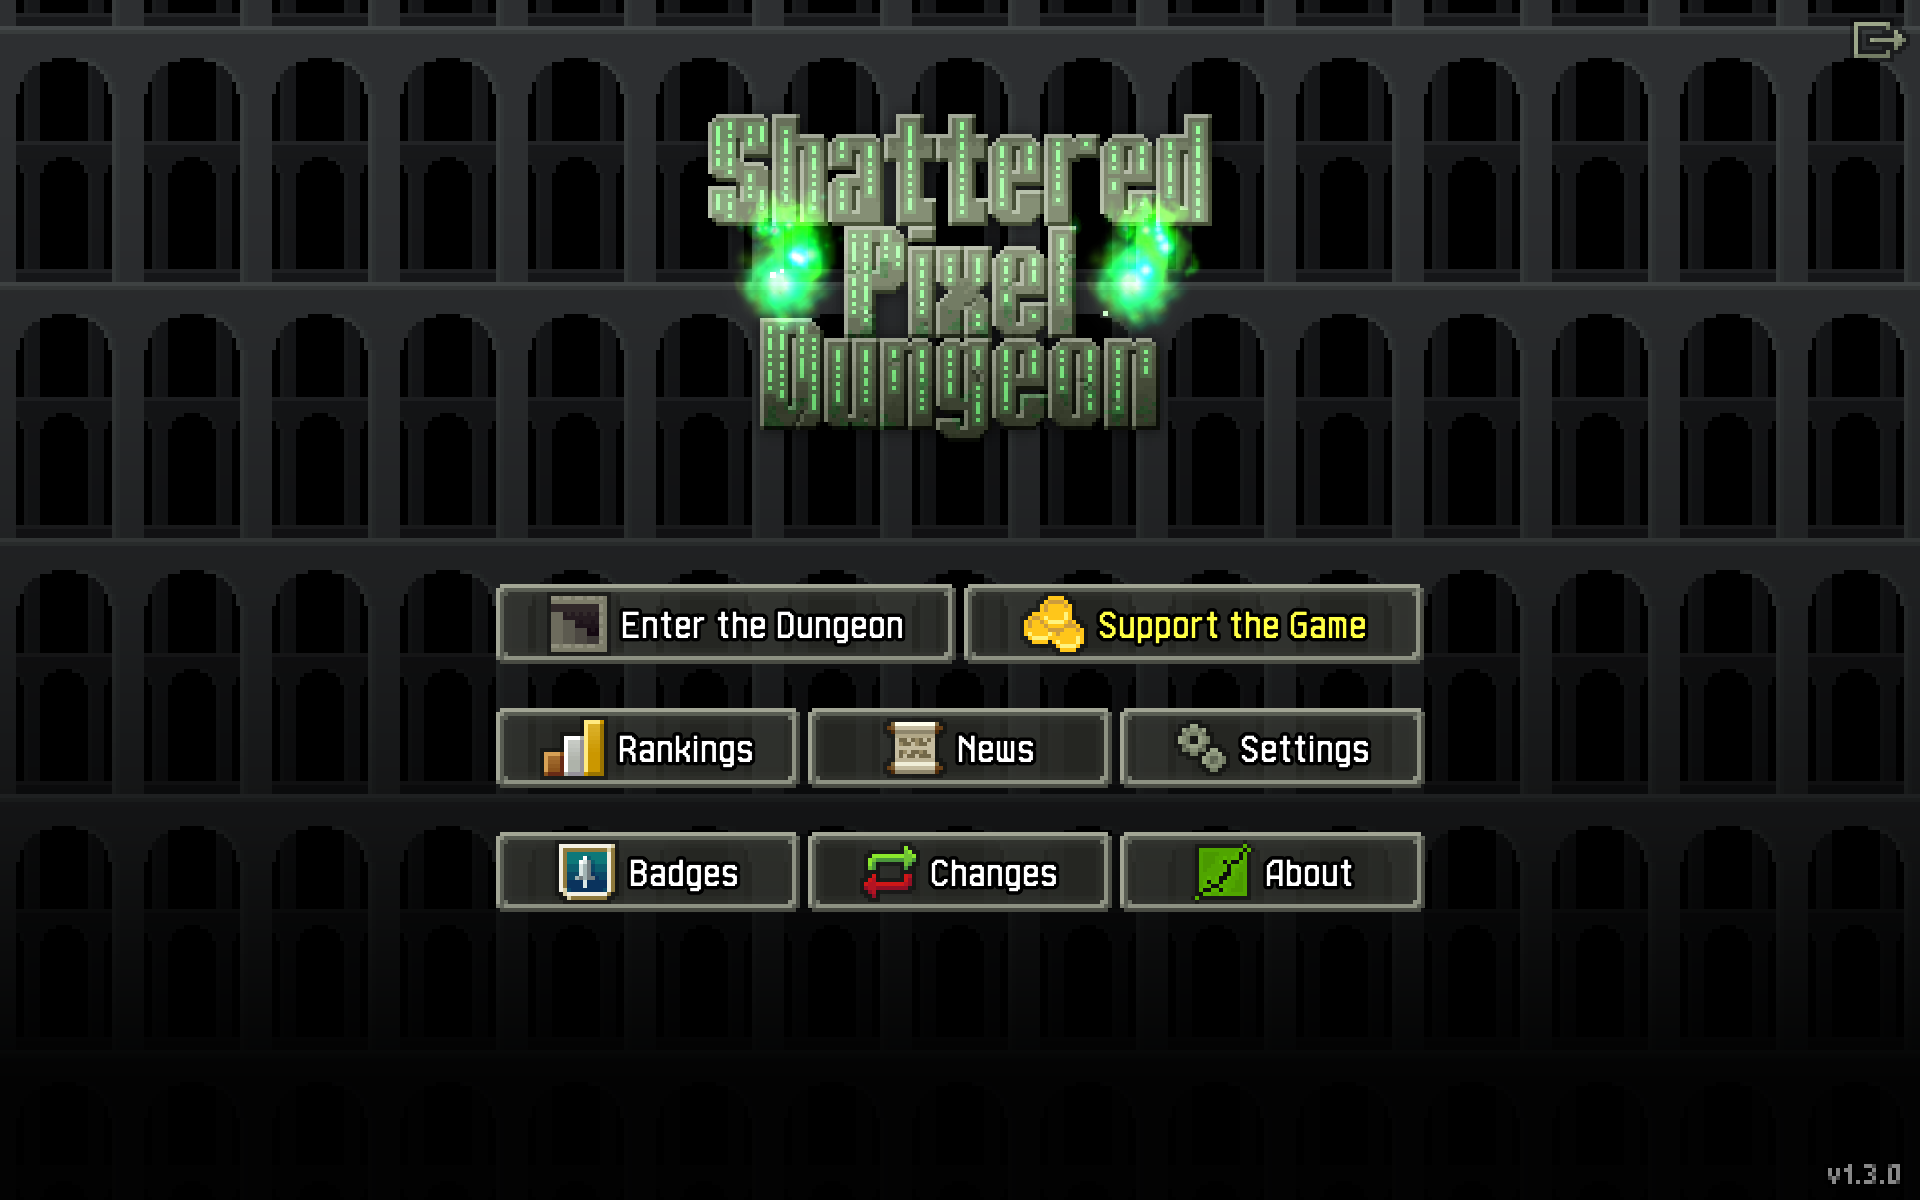 Shattered
Pixel
Dungeon
Enter the Dungeon
Support the Game
Rankings
News
Settings
Badges
Changes
About
v1.3.0